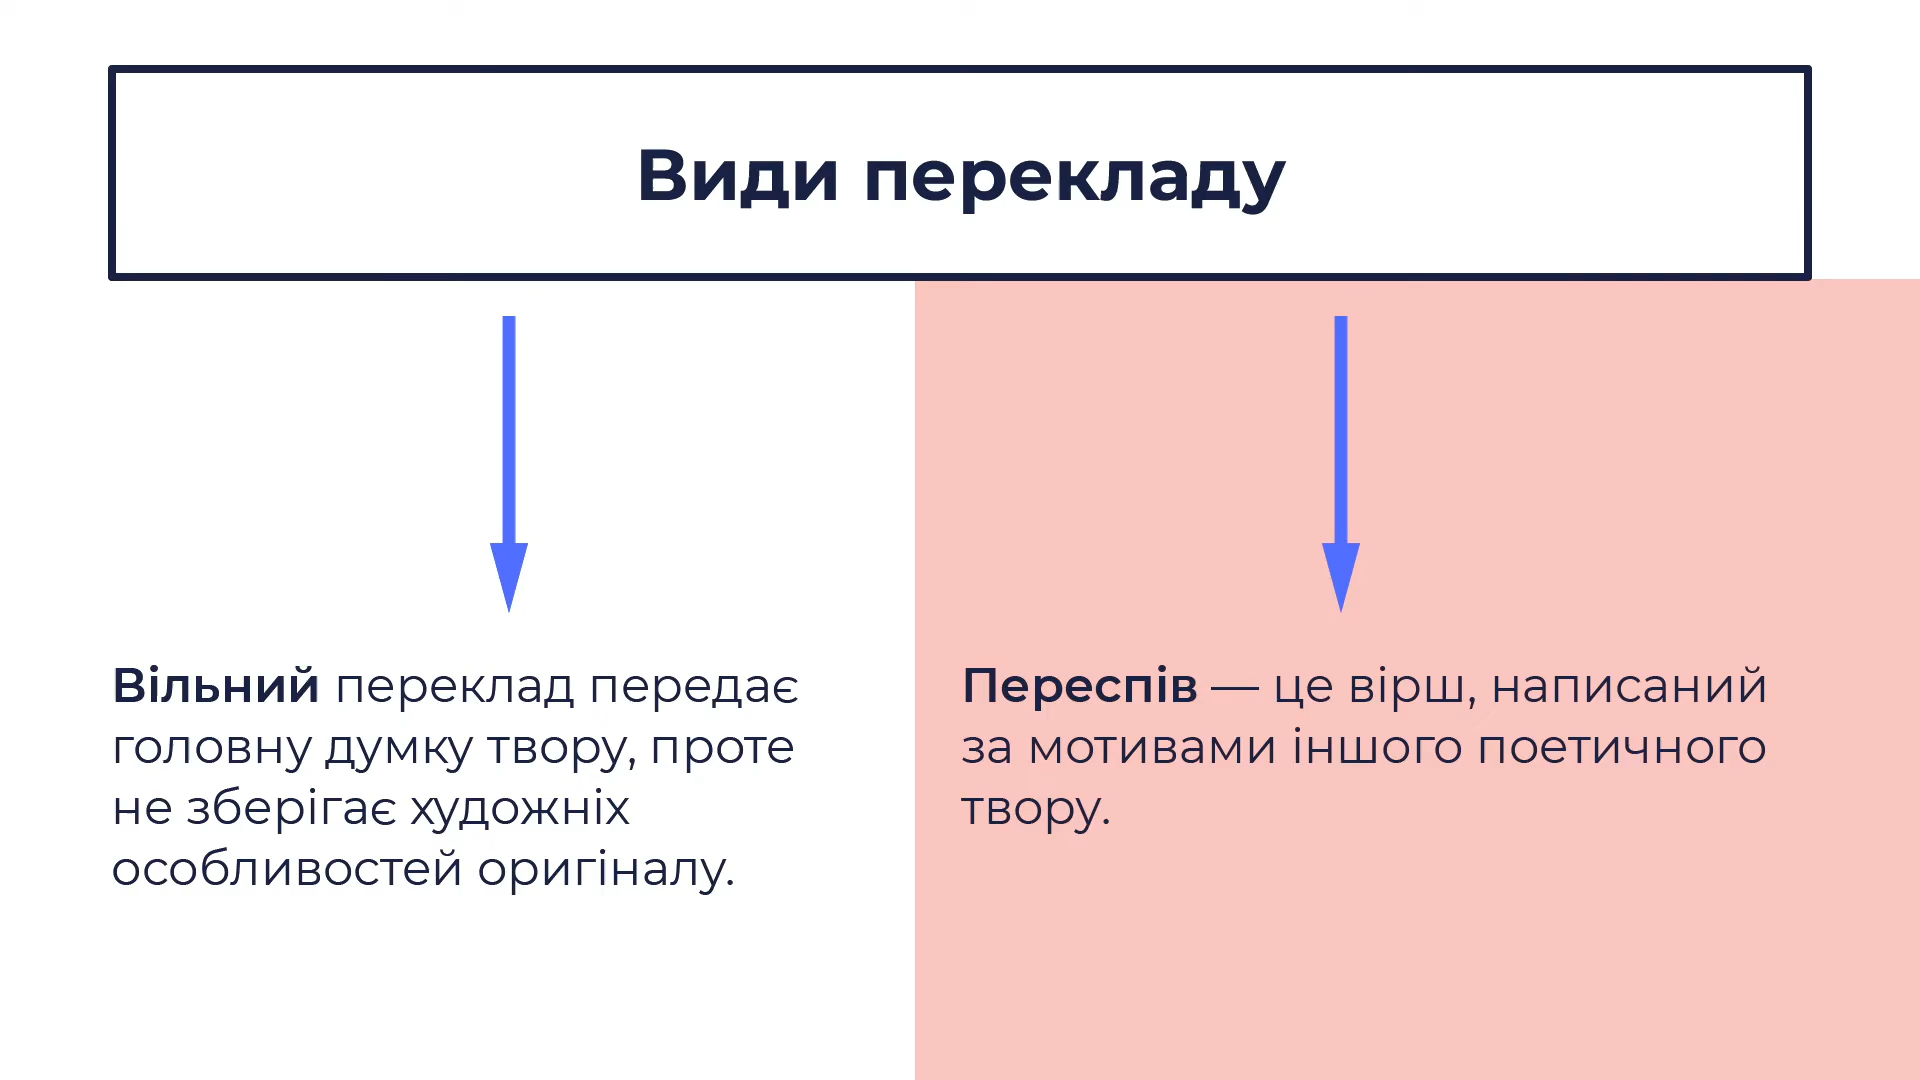 Види перекладу
Вільний переклад передає
головну думку твору, проте
не зберігає художніх
особливостей оригіналу.
Переспів — це вірш, написаний
за мотивами іншого поетичного
твору.